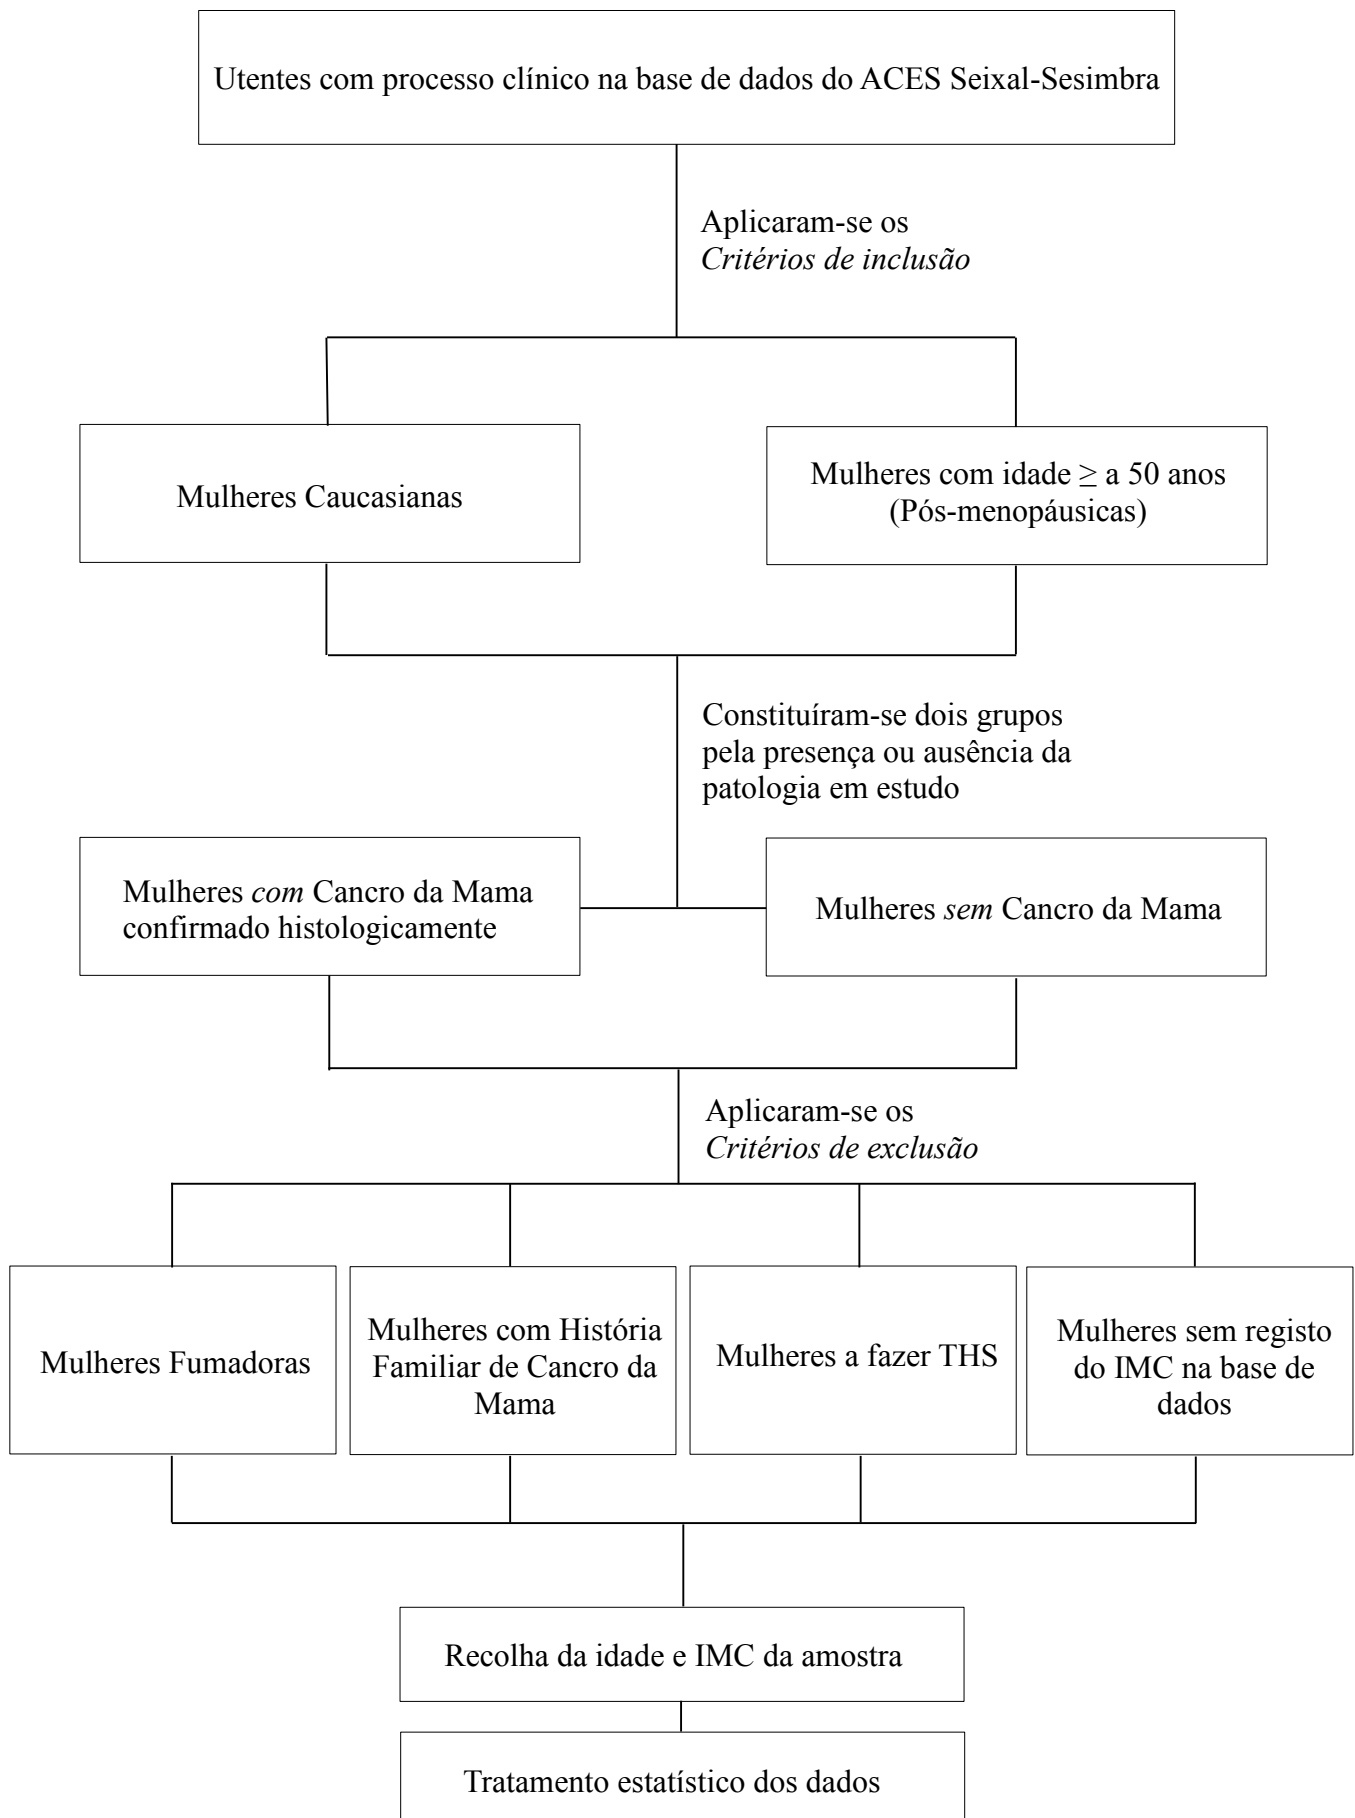 Utentes com processo clínico na base de dados do ACES Seixal-Sesimbra
Aplicaram-se os
Critérios de inclusão
Mulheres Caucasianas
Mulheres com idade ≥ a 50 anos
(Pós-menopáusicas)
Constituíram-se dois grupos
pela presença ou ausência da
patologia em estudo
Mulheres com Cancro da Mama
confirmado histologicamente
Mulheres sem Cancro da Mama
Aplicaram-se os
Critérios de exclusão
Mulheres Fumadoras
Mulheres com História
Familiar de Cancro da
Mama
Mulheres a fazer THS
Mulheres sem registo
do IMC na base de
dados
Recolha da idade e IMC da amostra
Tratamento estatístico dos dados